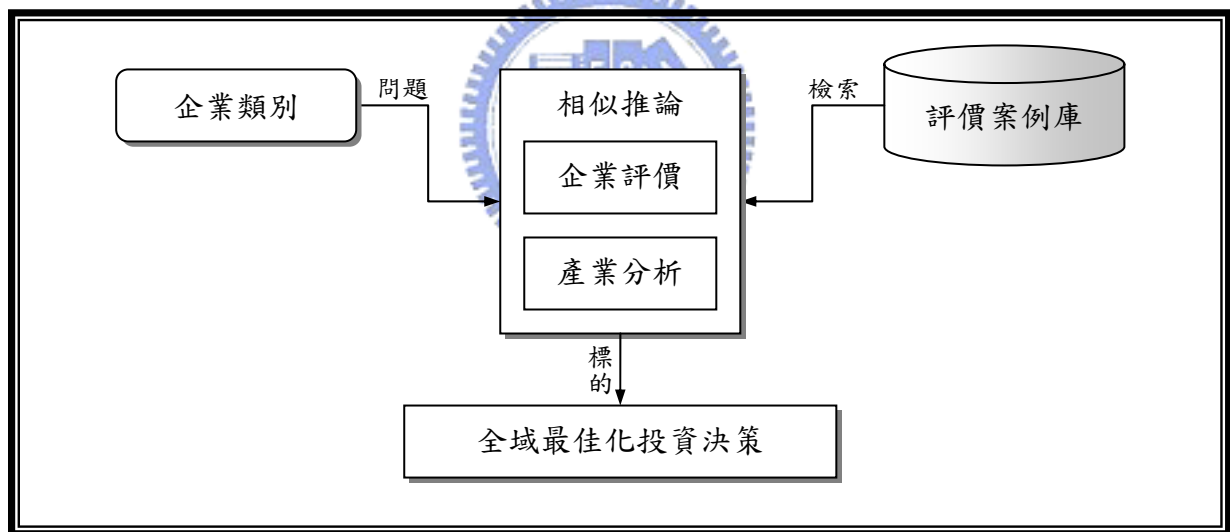 企業類別
問題
相似推論
檢索
評價案例庫
企業評價
產業分析
標的
全域最佳化投資決策